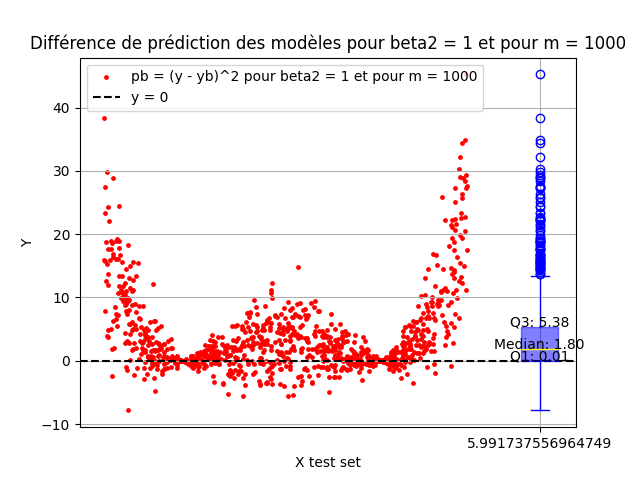 Différence de prédiction des modèles pour beta2 = 1 et pour m = 1000
pb = (y - yb)^2 pour beta2 = 1 et pour m = 1000
y = 0
40
30
20
10
0
−10
Y
Q3: 5.38
Median: 1.80
Q1: 0.01
5.991737556964749
X test set